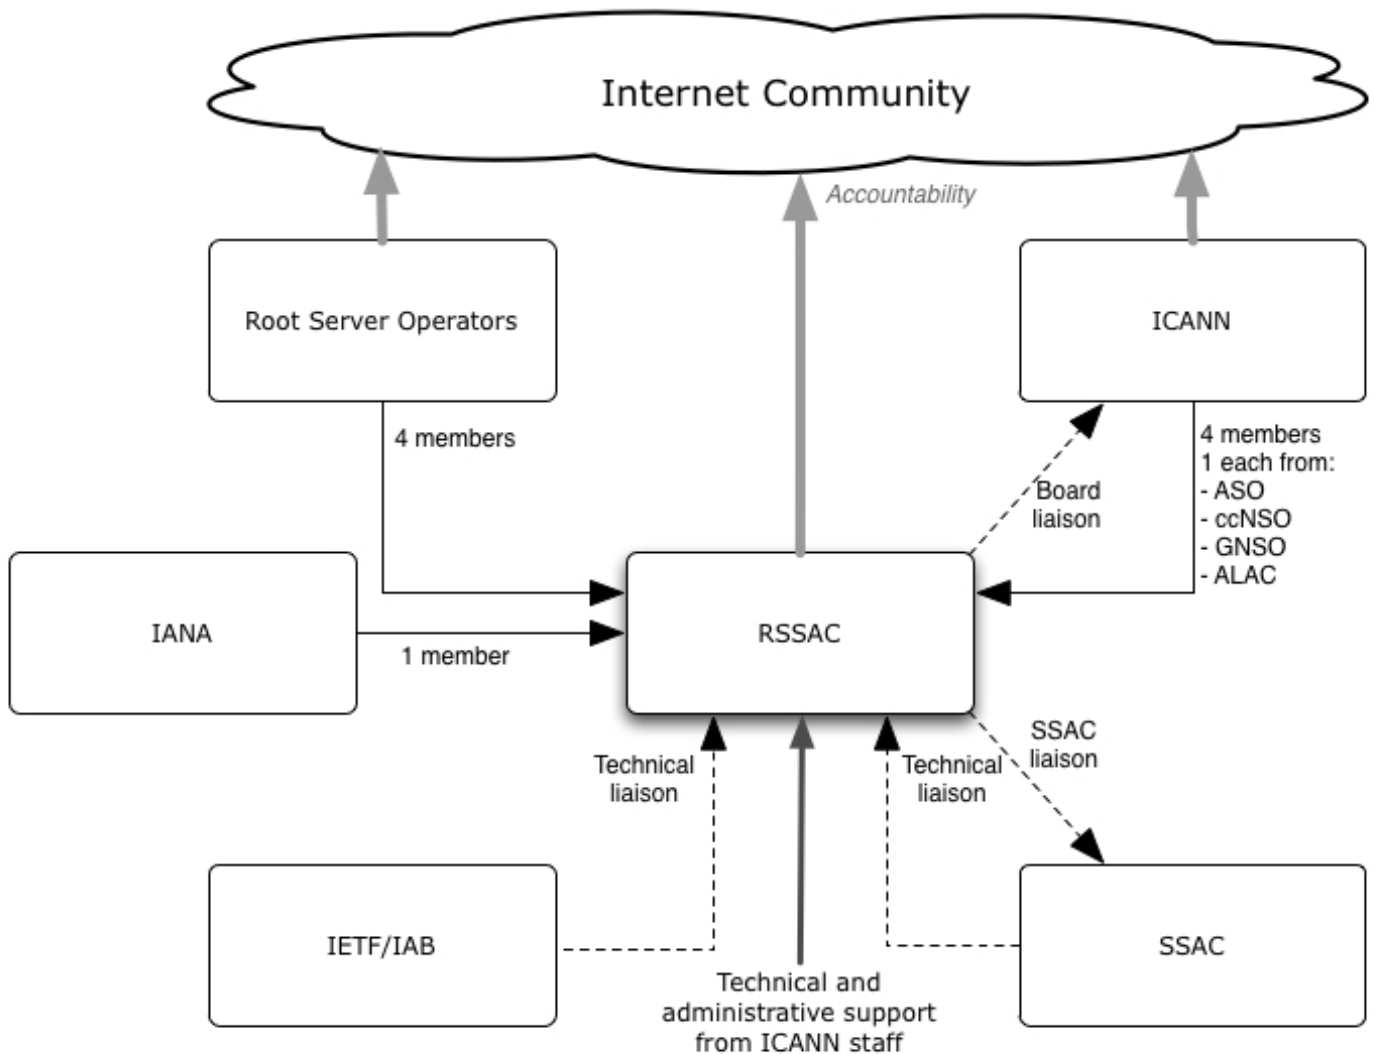 Internet Community
Accountability
Root Server Operators
ICANN
4 members
4 members
1 each from:
- ASO
- ccNSO
- GNSO
- ALAC
Board
liaison
IANA
1 member
RSSAC
SSAC
liaison
Technical
liaison
Technical
liaison
IETF/IAB
SSAC
Technical and
administrative support
from ICANN staff